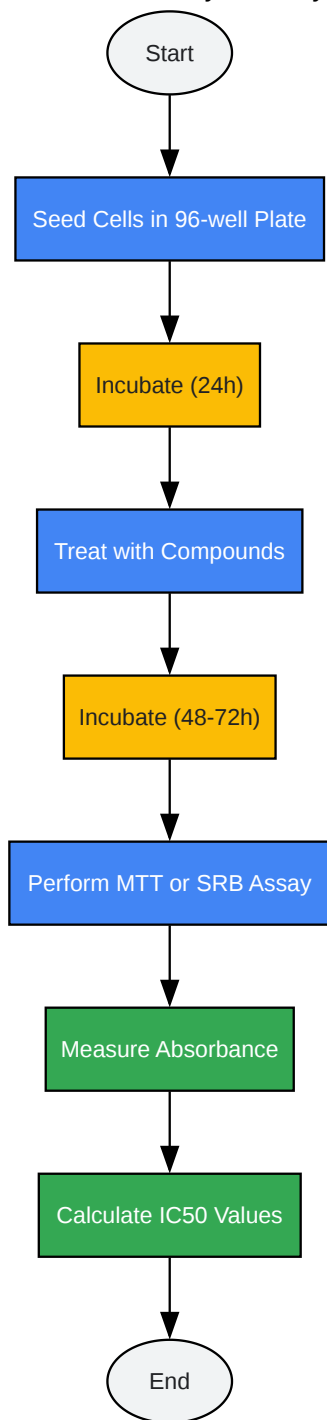 Start
Seed Cells in 96-well Plate
Incubate (24h)
Treat with Compounds
Incubate (48-72h)
Perform MTT or SRB Assay
Measure Absorbance
Calculate IC50 Values
End